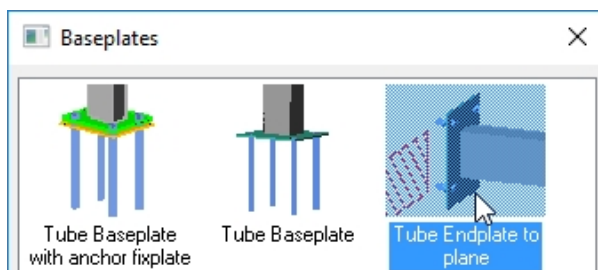 Baseplates
Tube Baseplate
with anchor fixplate
Tube Baseplate
Tube Endplate to
plane